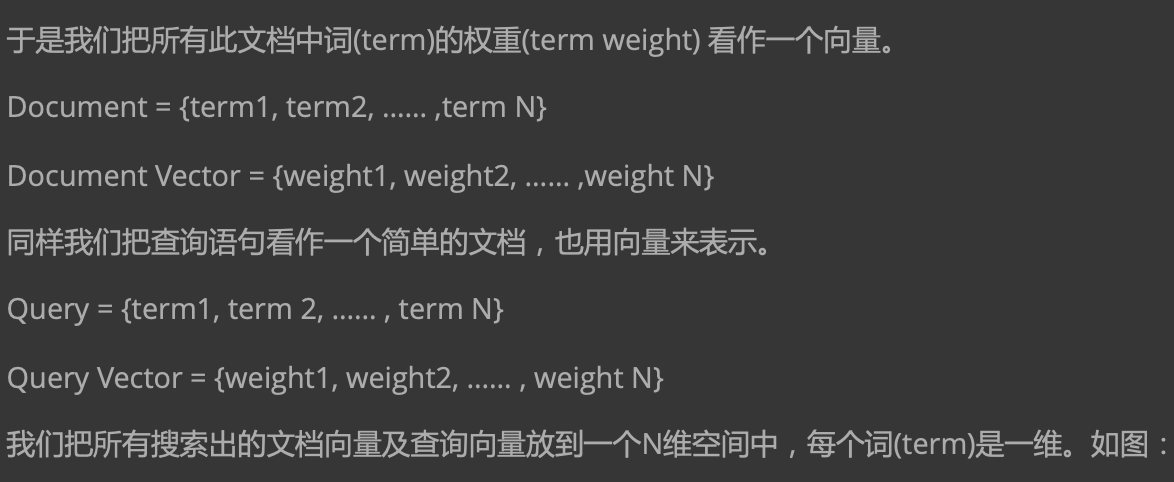 于是我们把所有此文档中词(term)的权重(term weight) 看作一个向量。
Document = {term1, term2, …… ,term N}
Document Vector = {weight1, weight2, …… ,weight N}
同样我们把查询语句看作一个简单的文档，也用向量来表示。
Query = {term1, term 2, …… , term N}
Query Vector = {weight1, weight2, …… , weight N}
我们把所有搜索出的文档向量及查询向量放到一个N维空间中，每个词(term)是一维。如图：